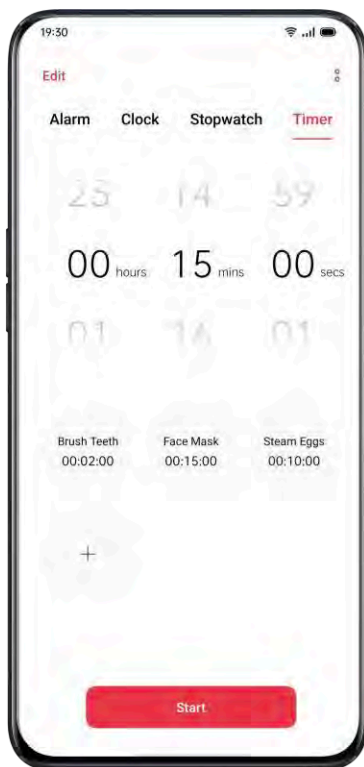 19:30
Edit
Alarm Clock Stopwatch Timer
23 14 59
00 hours 15 mins 00 secs
01 16 01
Brush Teeth Face Mask Steam Eggs
00:02:00 00:15:00 00:10:00
+
Start